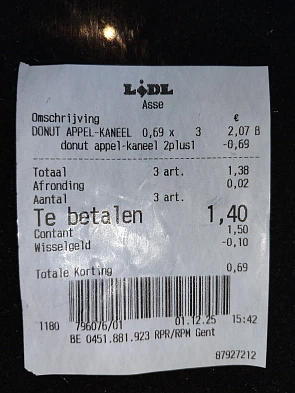 LIDL
Asse
Omschrijving €
DONUT APPEL-KANEEL 0,69 x 3 2,07 B
donut appel-kaneel 2plus1 -0,69
Totaal 3 art. 1,38
Afronding 0,02
Aantal 3 art.
Te betalen 1,40
Contant 1,50
Wisselgeld -0,10
Totale Korting 0,69
1180 796076/01 01.12.25 15:42
BE 0451.881.923 RPR/RPM Gent
87927212